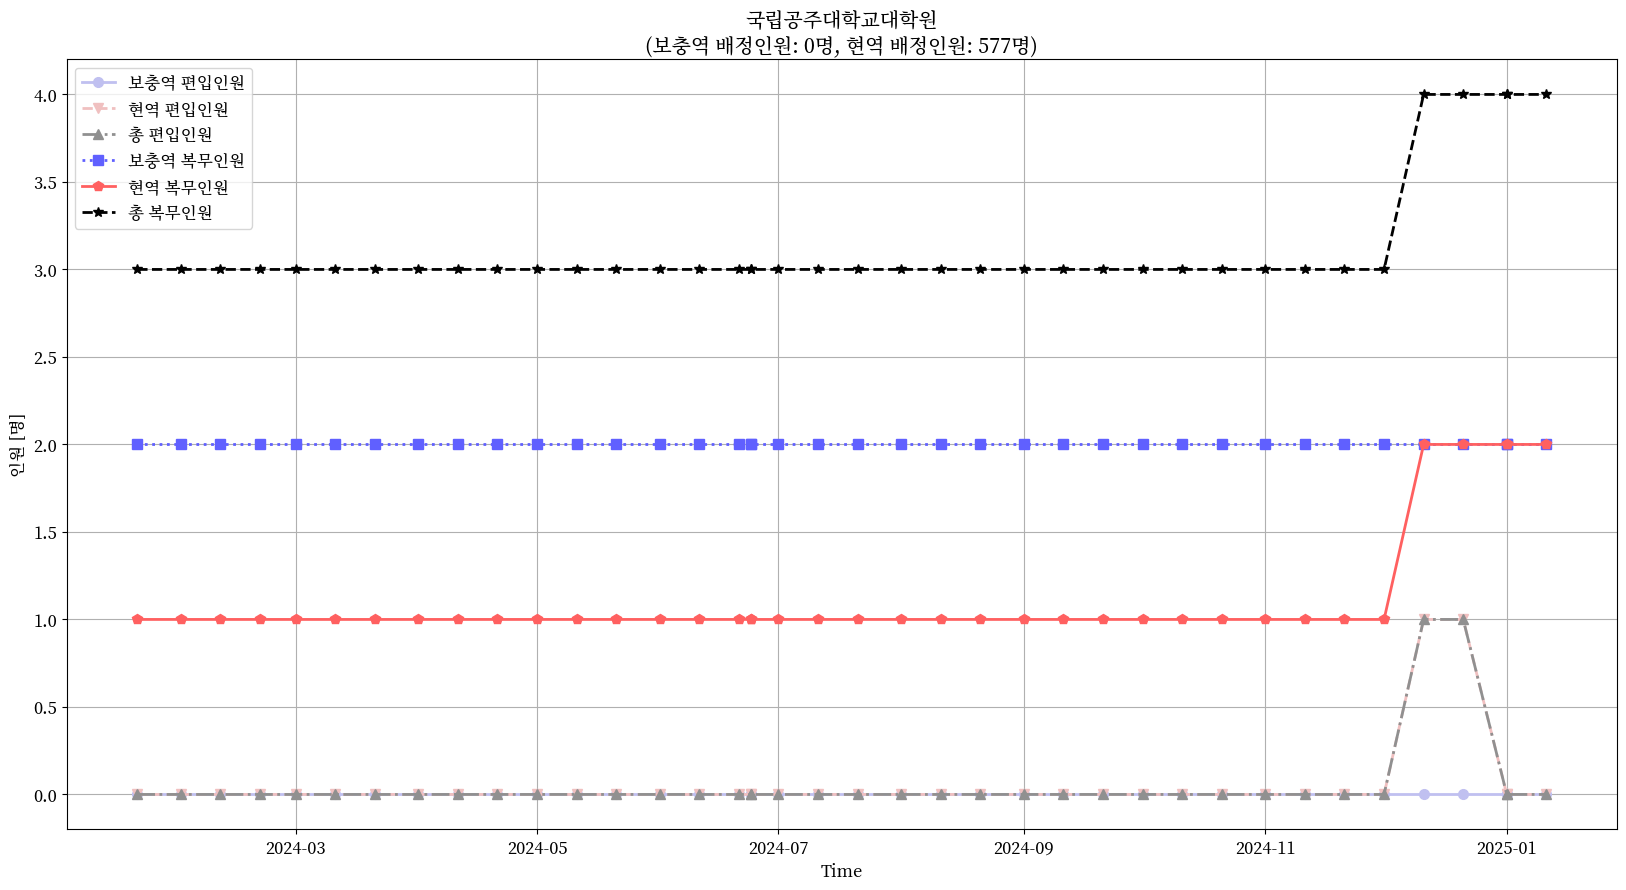 국립공주대학교대학원
(보충역 배정인원: 0명, 현역 배정인원: 577명)
보충역 편입인원
현역 편입인원
총 편입인원
보충역 복무인원
현역 복무인원
총 복무인원
4.0
3.5
3.0
2.5
2.0
1.5
1.0
0.5
0.0
인원 [명]
2024-03
2024-05
2024-07
2024-09
2024-11
2025-01
Time